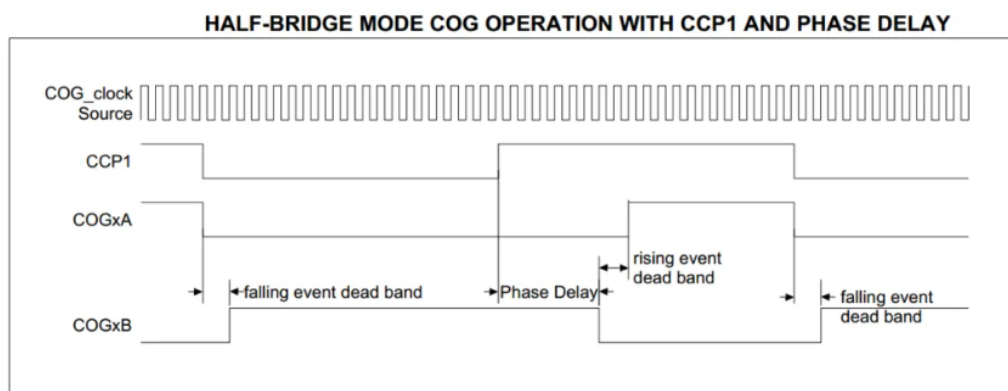 HALF-BRIDGE MODE COG OPERATION WITH CCP1 AND PHASE DELAY
COG_clock
Source
CCP1
COGxA
rising event
dead band
falling event dead band
Phase Delay
falling event
dead band
COGxB